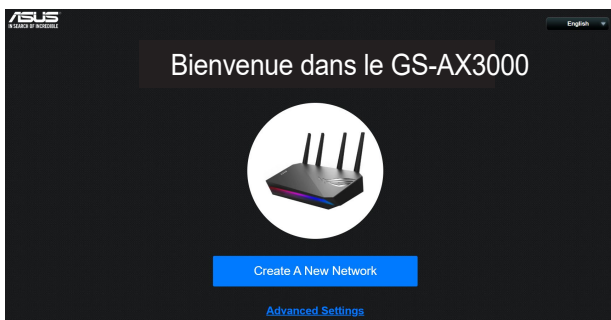 ASUS
IN SEARCH OF INCREDIBLE
English
Bienvenue dans le GS-AX3000
Create A New Network
Advanced Settings